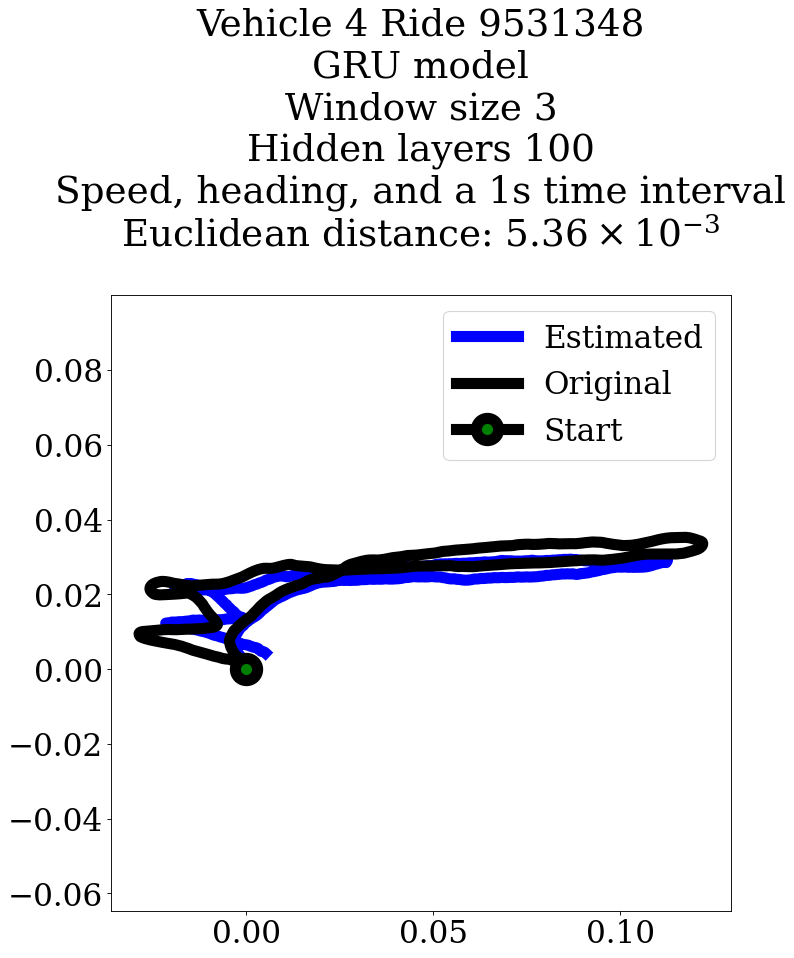 Vehicle 4 Ride 9531348
GRU model
Window size 3
Hidden layers 100
Speed, heading, and a 1s time interval
Euclidean distance: 5.36 × 10⁻³
Estimated
Original
Start
0.08
0.06
0.04
0.02
0.00
−0.02
−0.04
−0.06
0.00 0.05 0.10